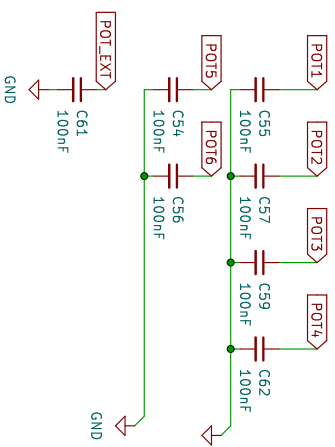 POT1
C55
100nF
POT2
C57
100nF
POT3
C59
100nF
POT4
C62
100nF
POT5
C54
100nF
POT6
C56
100nF
GND
POT_EXT
C61
100nF
GND